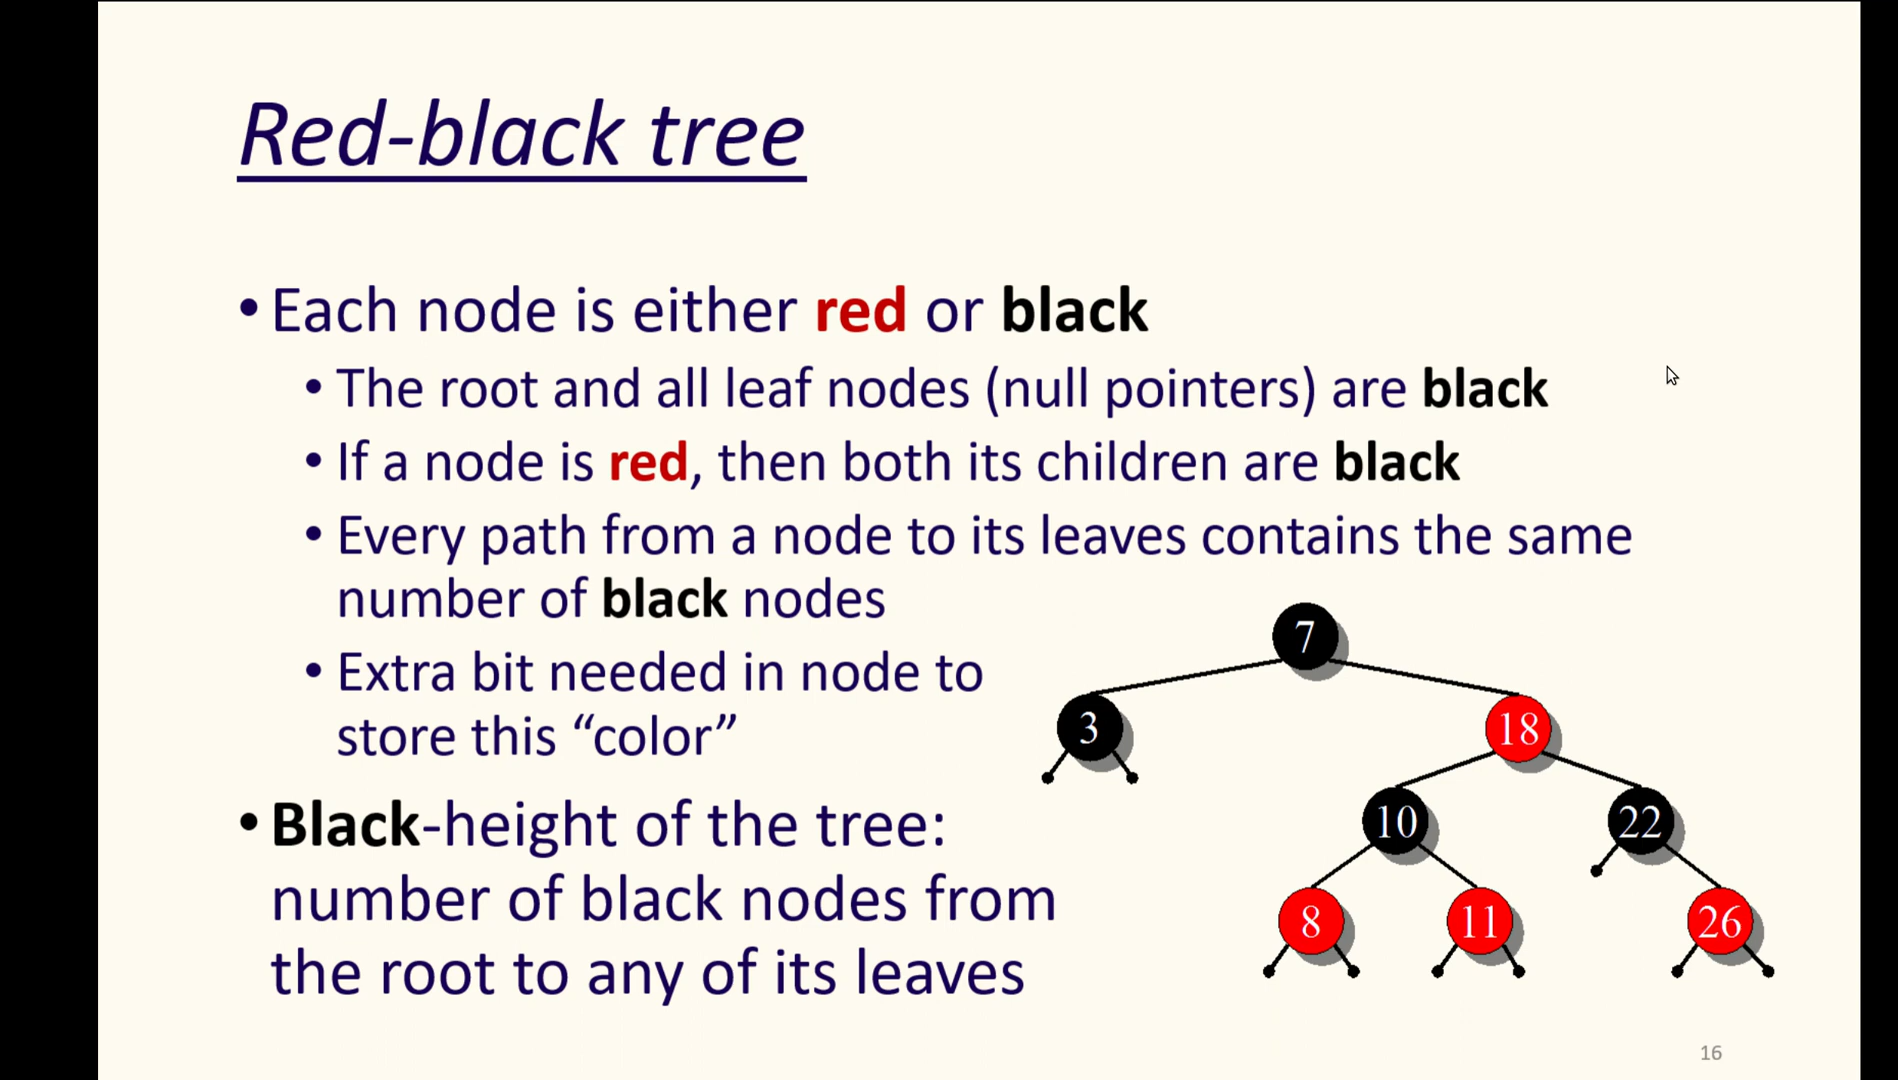 Red-black tree
• Each node is either red or black
• The root and all leaf nodes (null pointers) are black
• If a node is red, then both its children are black
• Every path from a node to its leaves contains the same
number of black nodes
• Extra bit needed in node to
store this “color”
• Black-height of the tree:
number of black nodes from
the root to any of its leaves
7
3
18
10
22
8
11
26
16